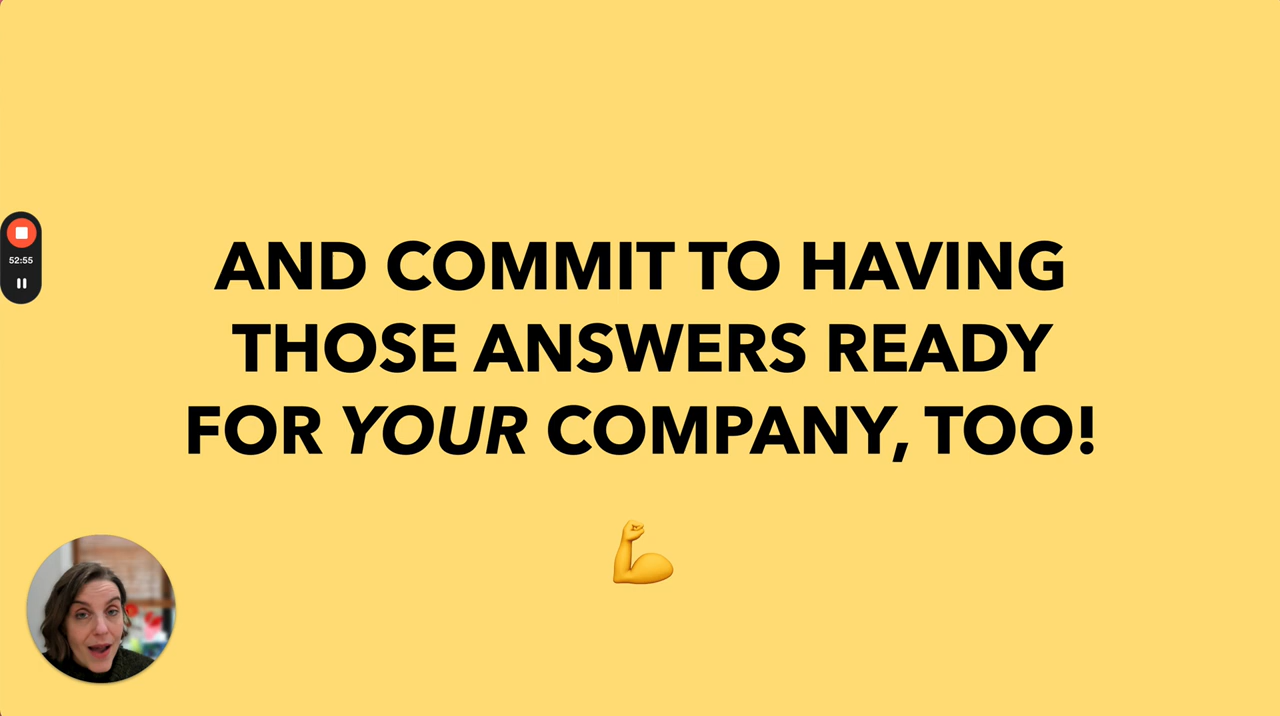 AND COMMIT TO HAVING
THOSE ANSWERS READY
FOR YOUR COMPANY, TOO!
52:55